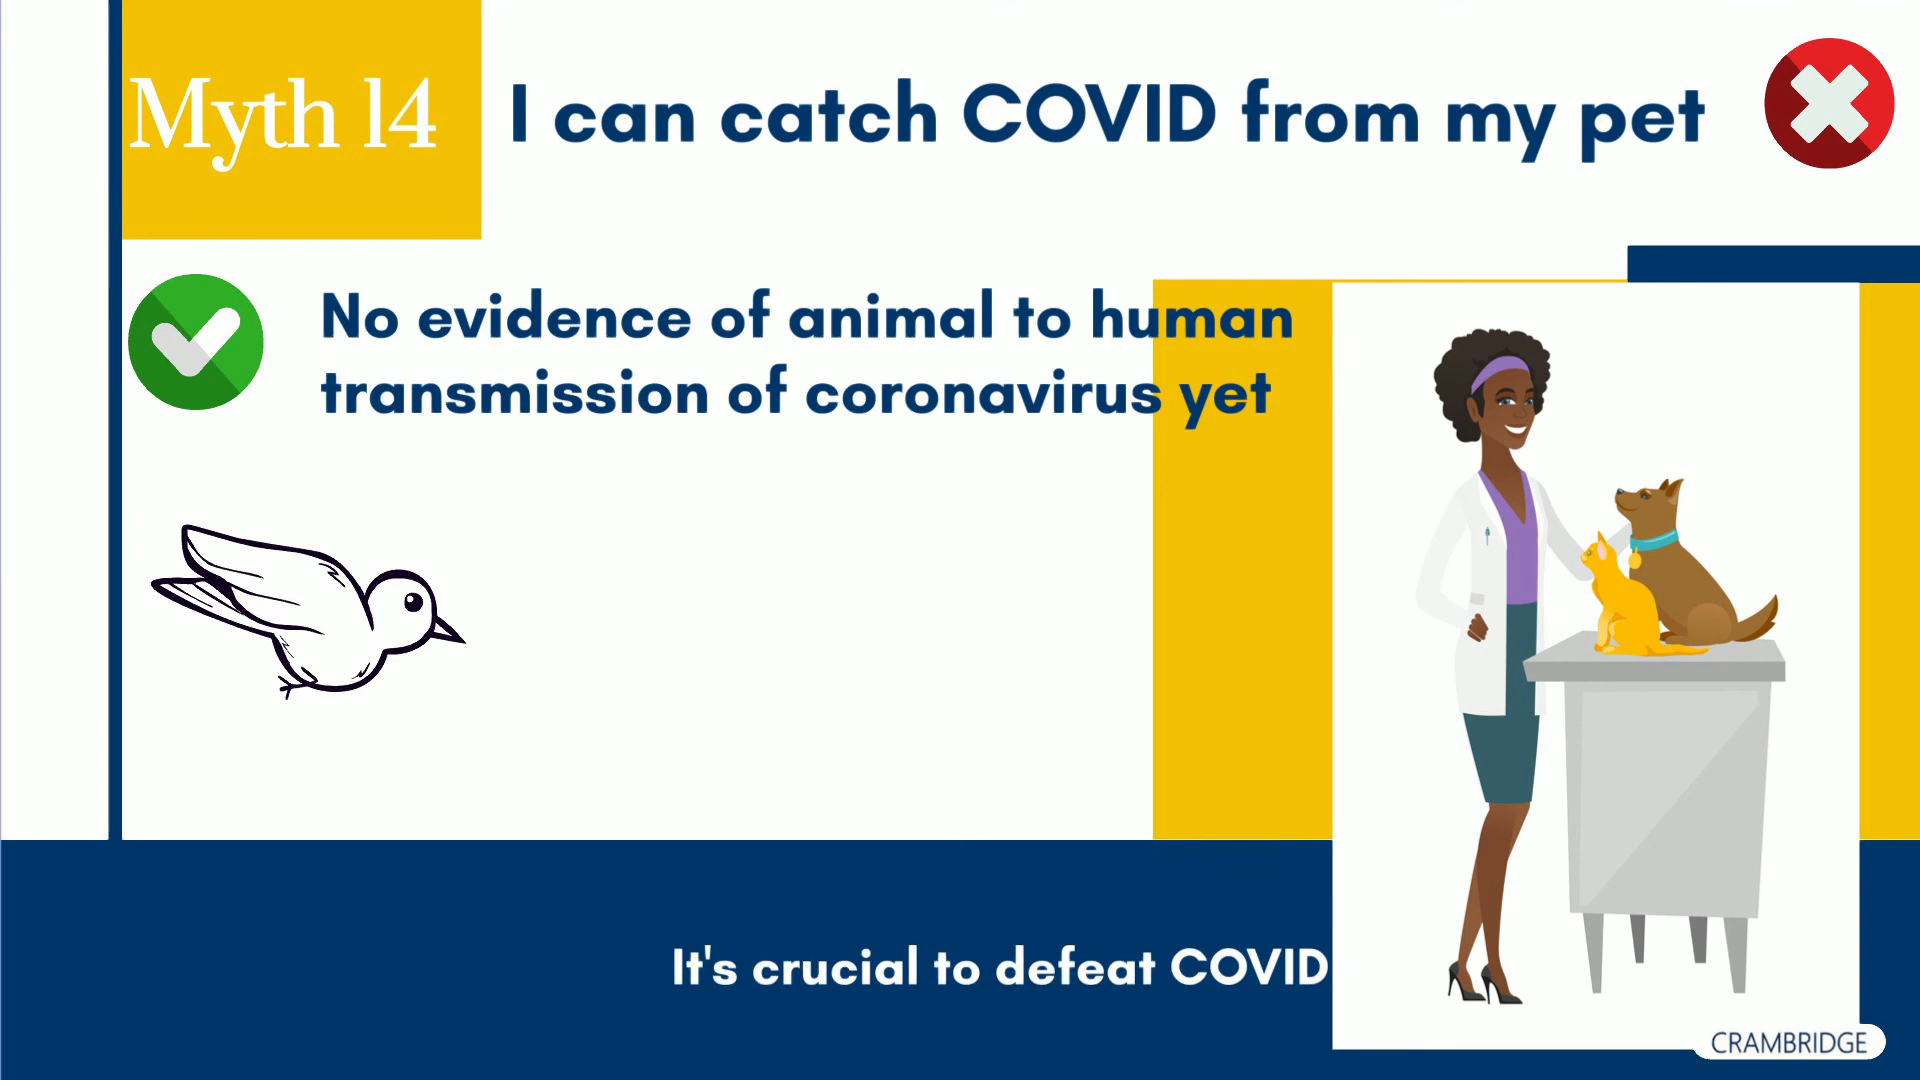 Myth 14
I can catch COVID from my pet
No evidence of animal to human
transmission of coronavirus yet
It's crucial to defeat COVID
CRAMBRIDGE